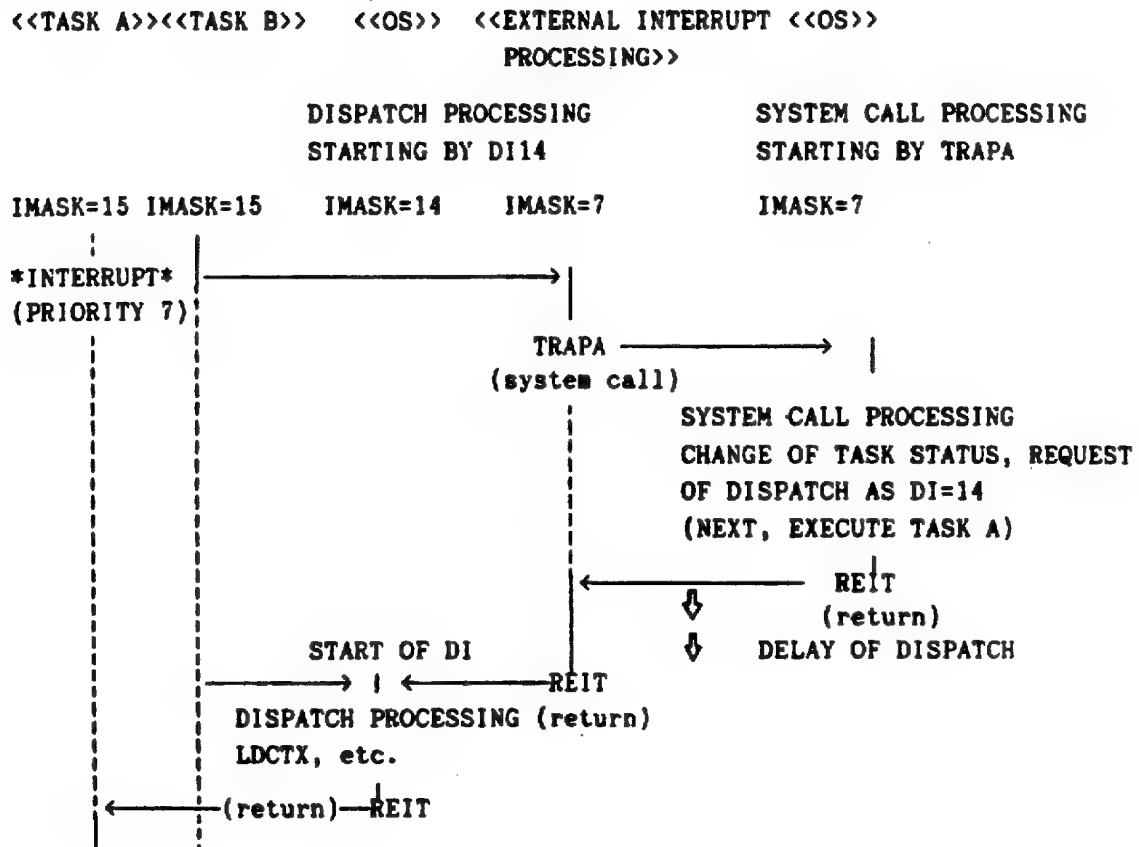 <<TASK A>><<TASK B>> <<OS>> <<EXTERNAL INTERRUPT <<OS>>
PROCESSING>>
DISPATCH PROCESSING SYSTEM CALL PROCESSING
STARTING BY DI14 STARTING BY TRAPA
IMASK=15 IMASK=15 IMASK=14 IMASK=7 IMASK=7
*INTERRUPT*
(PRIORITY 7)
TRAPA
(system call)
SYSTEM CALL PROCESSING
CHANGE OF TASK STATUS, REQUEST
OF DISPATCH AS DI=14
(NEXT, EXECUTE TASK A)
REIT
(return)
START OF DI DELAY OF DISPATCH
REIT
DISPATCH PROCESSING (return)
LDCTX, etc.
(return) REIT